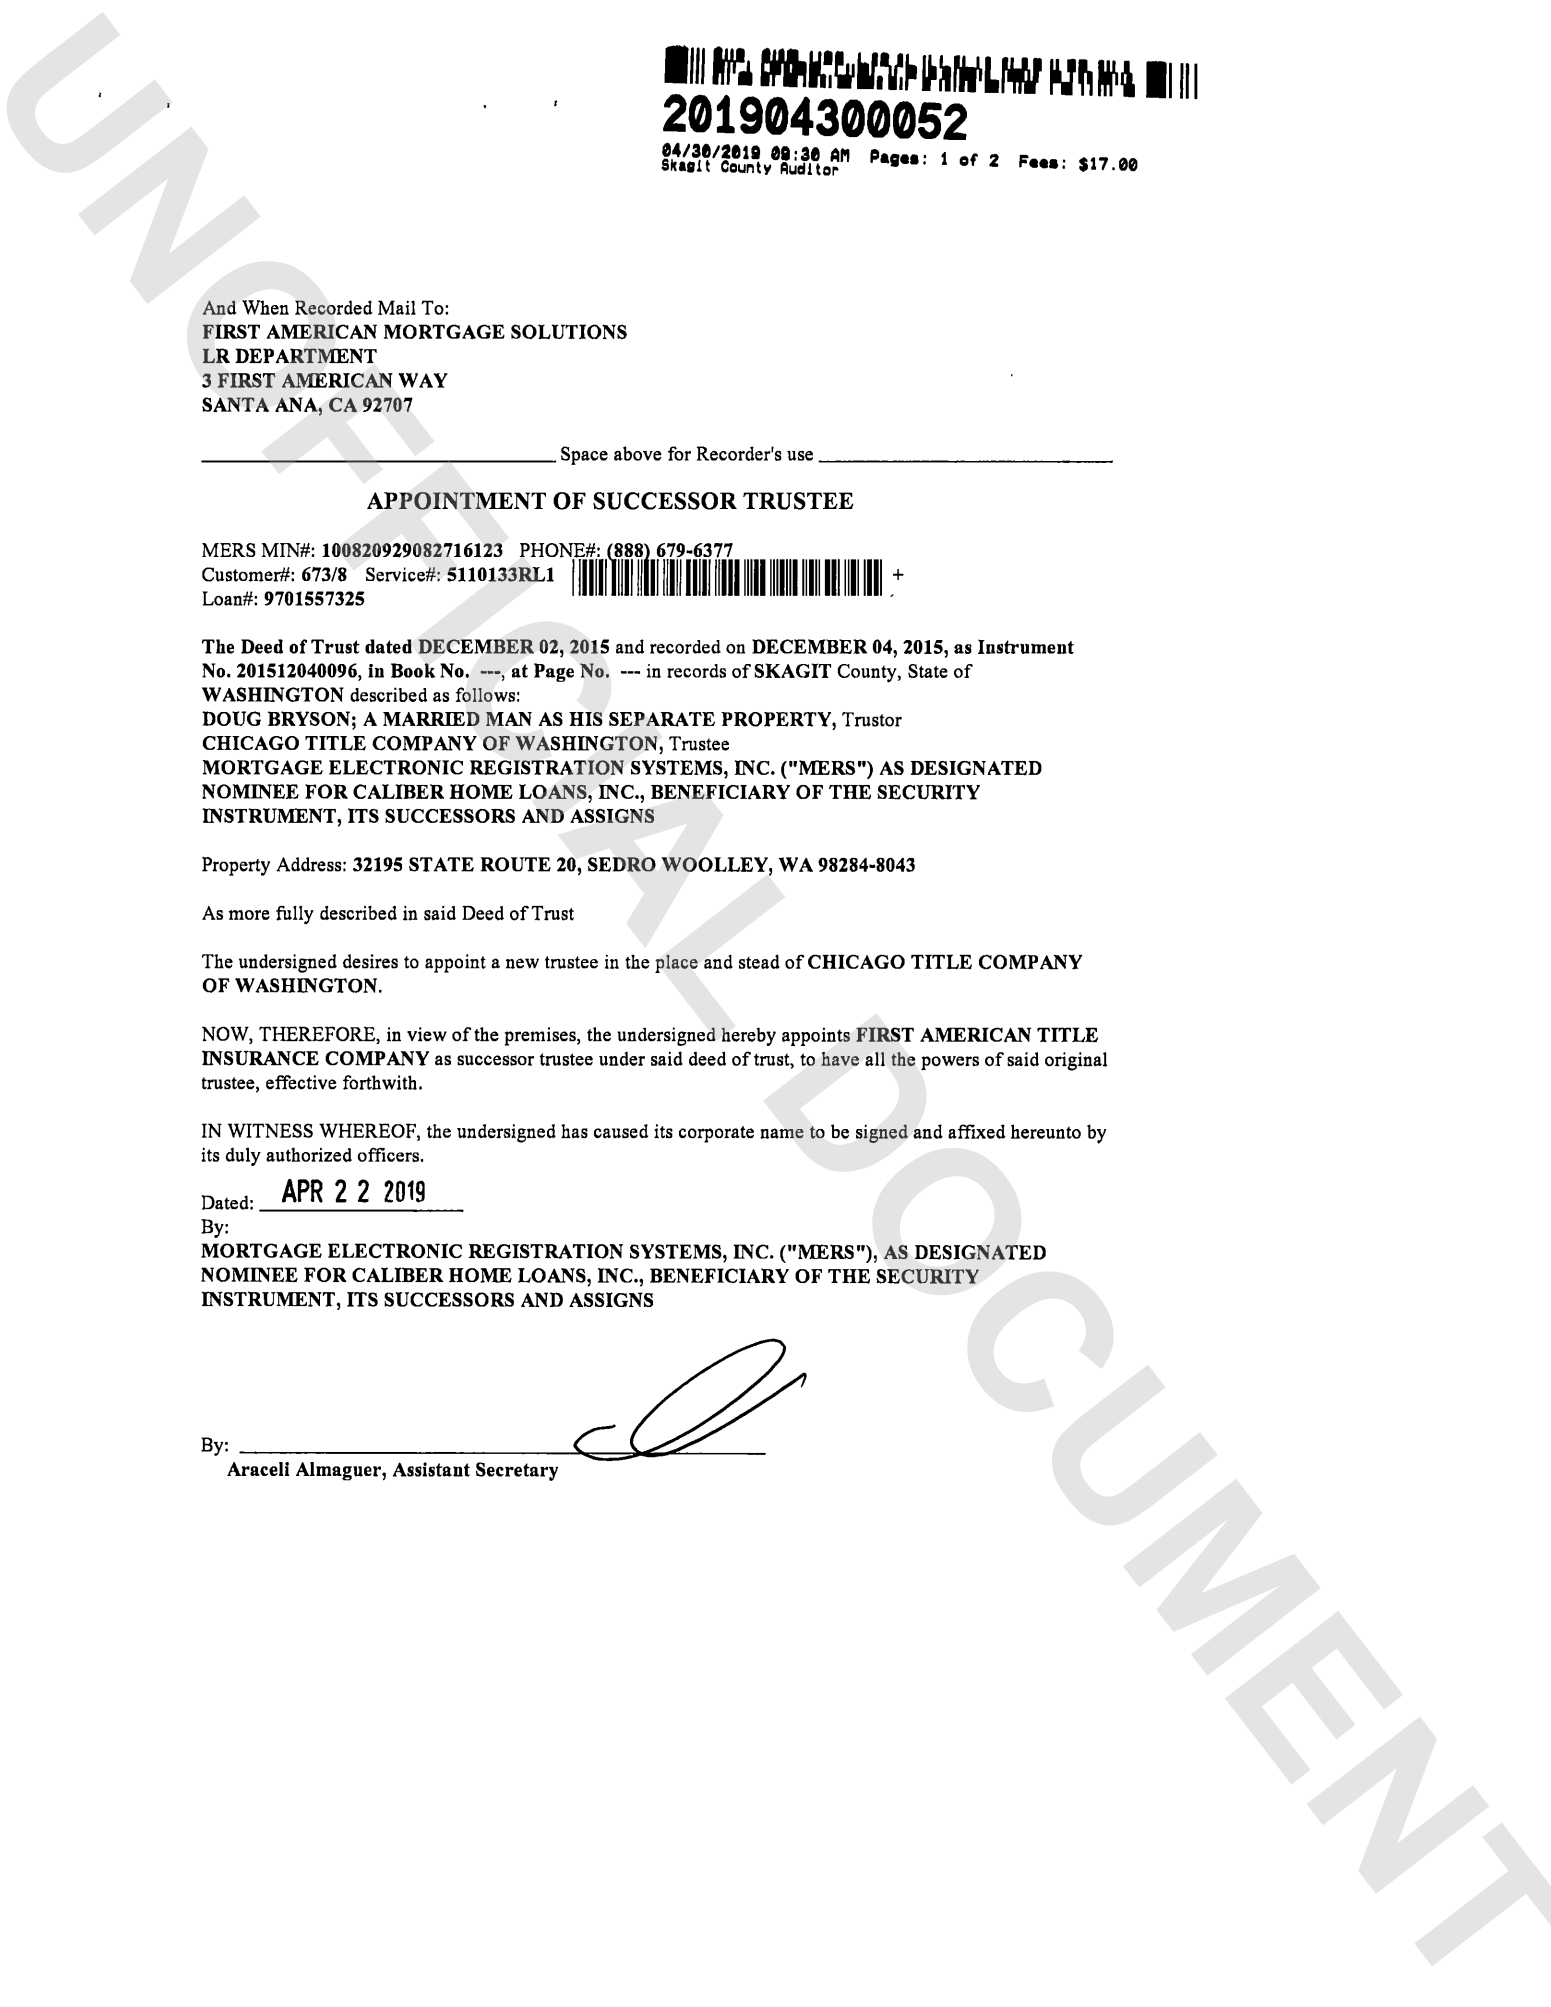 201904300052
04/30/2019 09:30 AM Pages: 1 of 2 Fees: $17.00
Skagit County Auditor
And When Recorded Mail To:
FIRST AMERICAN MORTGAGE SOLUTIONS
LR DEPARTMENT
3 FIRST AMERICAN WAY
SANTA ANA, CA 92707
Space above for Recorder's use
APPOINTMENT OF SUCCESSOR TRUSTEE
MERS MIN#: 100820929082716123 PHONE#: (888) 679-6377
Customer#: 673/8 Service#: 5110133RL1 +
Loan#: 9701557325
The Deed of Trust dated DECEMBER 02, 2015 and recorded on DECEMBER 04, 2015, as Instrument
No. 201512040096, in Book No. ---, at Page No. --- in records of SKAGIT County, State of
WASHINGTON described as follows:
DOUG BRYSON; A MARRIED MAN AS HIS SEPARATE PROPERTY, Trustor
CHICAGO TITLE COMPANY OF WASHINGTON, Trustee
MORTGAGE ELECTRONIC REGISTRATION SYSTEMS, INC. ("MERS") AS DESIGNATED
NOMINEE FOR CALIBER HOME LOANS, INC., BENEFICIARY OF THE SECURITY
INSTRUMENT, ITS SUCCESSORS AND ASSIGNS
Property Address: 32195 STATE ROUTE 20, SEDRO WOOLLEY, WA 98284-8043
As more fully described in said Deed of Trust
The undersigned desires to appoint a new trustee in the place and stead of CHICAGO TITLE COMPANY
OF WASHINGTON.
NOW, THEREFORE, in view of the premises, the undersigned hereby appoints FIRST AMERICAN TITLE
INSURANCE COMPANY as successor trustee under said deed of trust, to have all the powers of said original
trustee, effective forthwith.
IN WITNESS WHEREOF, the undersigned has caused its corporate name to be signed and affixed hereunto by
its duly authorized officers.
Dated: APR 22 2019
By:
MORTGAGE ELECTRONIC REGISTRATION SYSTEMS, INC. ("MERS"), AS DESIGNATED
NOMINEE FOR CALIBER HOME LOANS, INC., BENEFICIARY OF THE SECURITY
INSTRUMENT, ITS SUCCESSORS AND ASSIGNS
By:
Araceli Almaguer, Assistant Secretary
UNOFFICIAL DOCUMENT